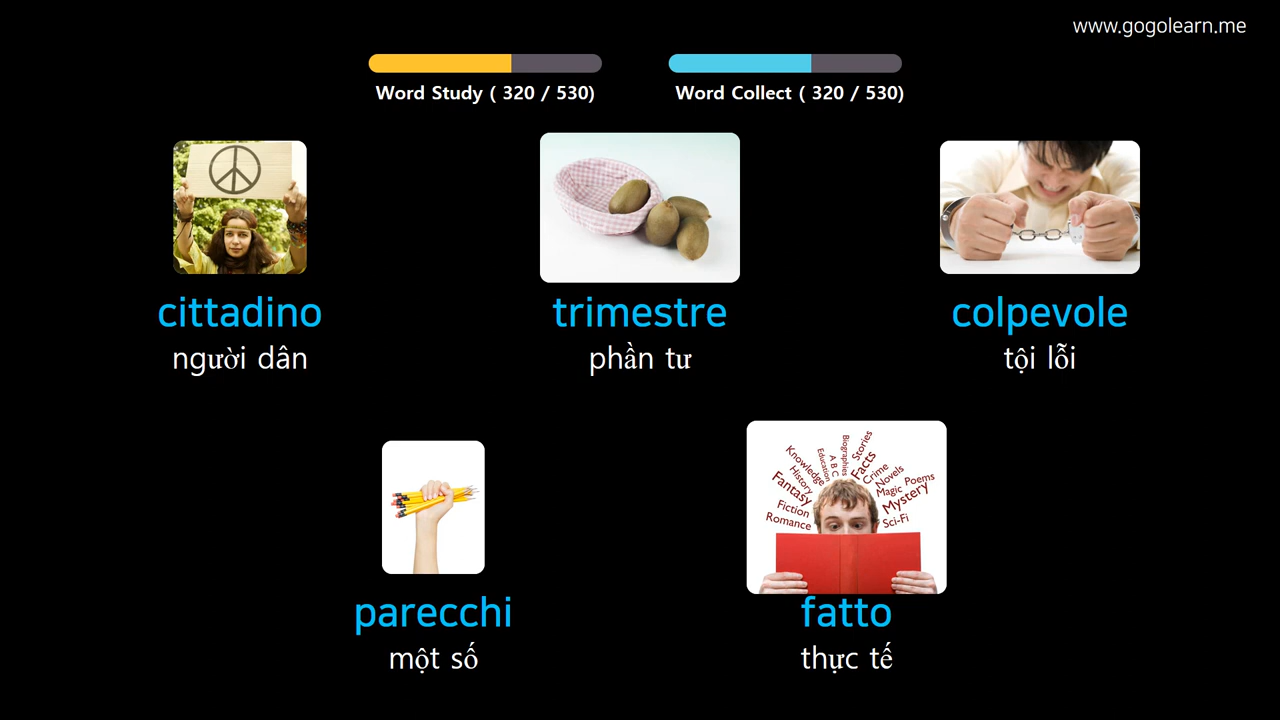 www.gogolearn.me
Word Study ( 320 / 530)
Word Collect ( 320 / 530)
cittadino
người dân
trimestre
phần tư
colpevole
tội lỗi
parecchi
một số
Biographies
Stories
Knowledge
Education
A B C
Facts
Crime
History
Novels
Fantasy
Magic
Poems
Mystery
Fiction
Romance
Sci-Fi
fatto
thực tế